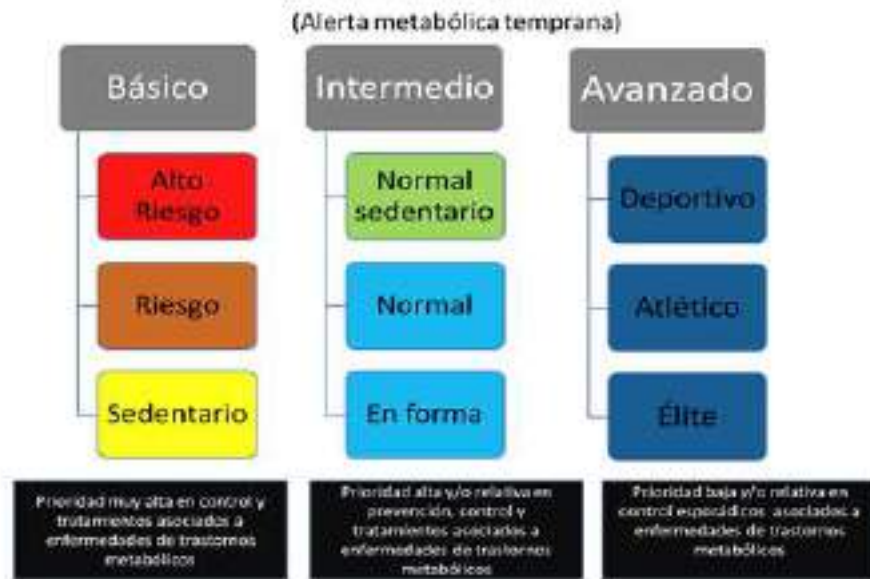 (Alerta metabólica temprana)
Básico
Alto
Riesgo
Riesgo
Sedentario
Prioridad muy alta en control y
tratamientos asociados a
enfermedades de trastornos
metabólicos
Intermedio
Normal
sedentario
Normal
En forma
Prioridad alta y/o relativa en
prevención, control y
tratamientos asociados a
enfermedades de trastornos
metabólicos
Avanzado
Deportivo
Atlético
Élite
Prioridad baja y/o relativa en
control esporádicos asociados a
enfermedades de trastornos
metabólicos